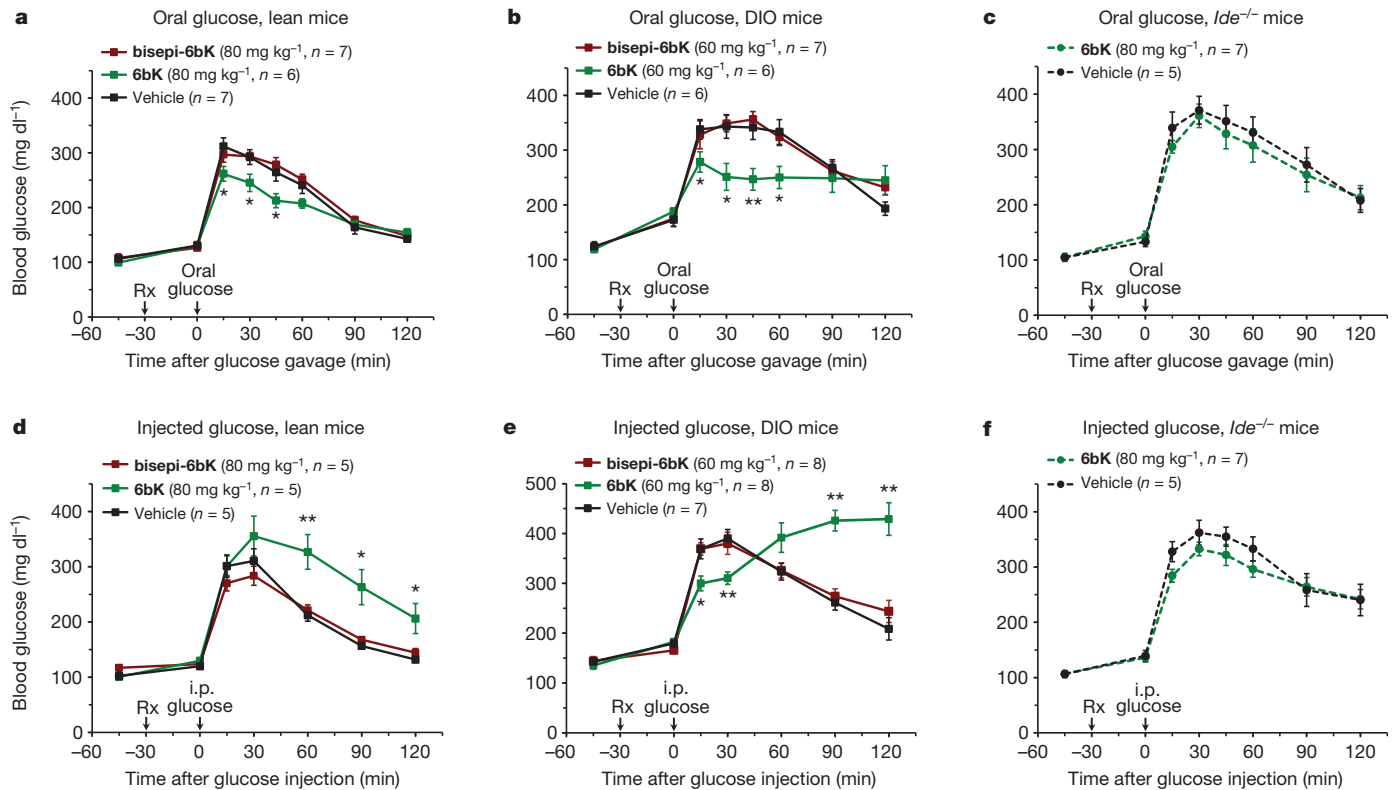 a Oral glucose, lean mice
bisepi-6bK (80 mg kg⁻¹, n = 7)
6bK (80 mg kg⁻¹, n = 6)
Vehicle (n = 7)
Blood glucose (mg dl⁻¹)
400
300
200
100
0
* * *
Rx
Oral
glucose
–60 –30 0 30 60 90 120
Time after glucose gavage (min)
b Oral glucose, DIO mice
bisepi-6bK (60 mg kg⁻¹, n = 7)
6bK (60 mg kg⁻¹, n = 6)
Vehicle (n = 6)
400
300
200
100
0
* * ** *
Rx
Oral
glucose
–60 –30 0 30 60 90 120
Time after glucose gavage (min)
c Oral glucose, Ide⁻/⁻ mice
6bK (80 mg kg⁻¹, n = 7)
Vehicle (n = 5)
400
300
200
100
0
Rx
Oral
glucose
–60 –30 0 30 60 90 120
Time after glucose gavage (min)
d Injected glucose, lean mice
bisepi-6bK (80 mg kg⁻¹, n = 5)
6bK (80 mg kg⁻¹, n = 5)
Vehicle (n = 5)
Blood glucose (mg dl⁻¹)
400
300
200
100
0
** * *
Rx
i.p.
glucose
–60 –30 0 30 60 90 120
Time after glucose injection (min)
e Injected glucose, DIO mice
bisepi-6bK (60 mg kg⁻¹, n = 8)
6bK (60 mg kg⁻¹, n = 8)
Vehicle (n = 7)
500
400
300
200
100
0
* ** ** **
Rx
i.p.
glucose
–60 –30 0 30 60 90 120
Time after glucose injection (min)
f Injected glucose, Ide⁻/⁻ mice
6bK (80 mg kg⁻¹, n = 7)
Vehicle (n = 5)
500
400
300
200
100
0
Rx
i.p.
glucose
–60 –30 0 30 60 90 120
Time after glucose injection (min)